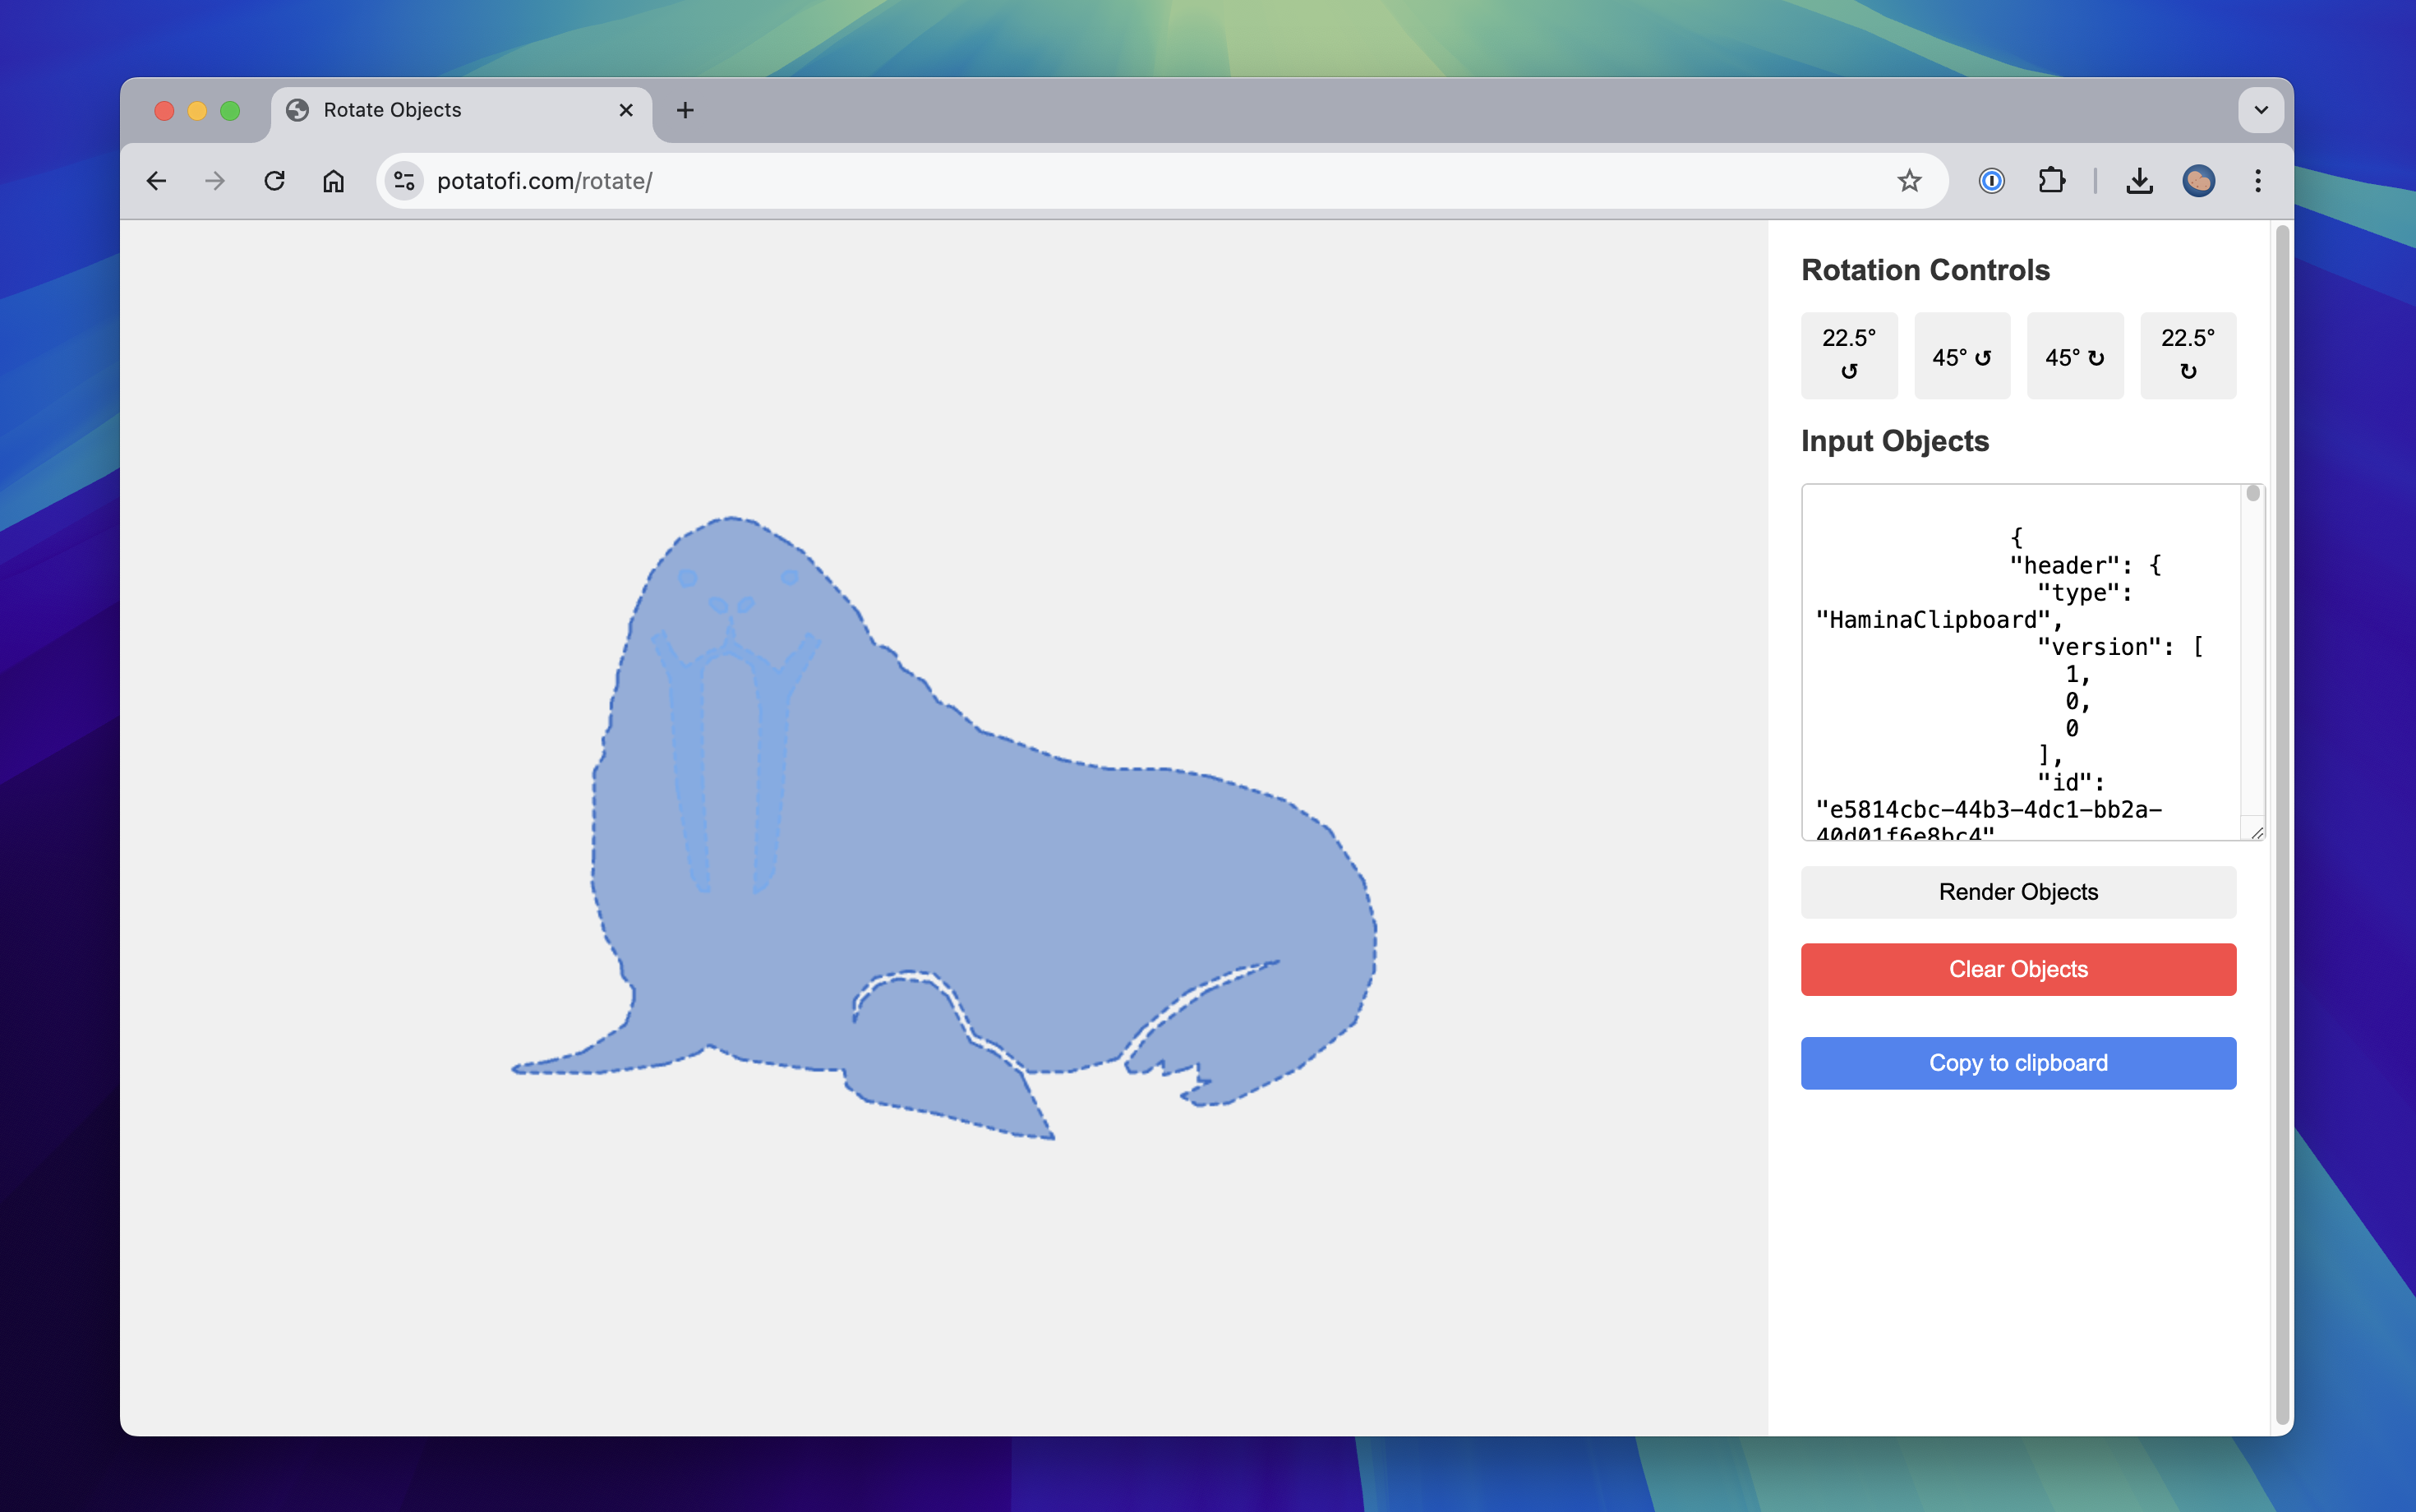 Rotate Objects
potatofi.com/rotate/
Rotation Controls
22.5° ↺
45° ↺
45° ↻
22.5° ↻
Input Objects
{
"header": {
"type":
"HaminaClipboard",
"version": [
1,
0,
0
],
"id":
"e5814cbc-44b3-4dc1-bb2a-
40d01f6e8bc4"
Render Objects
Clear Objects
Copy to clipboard